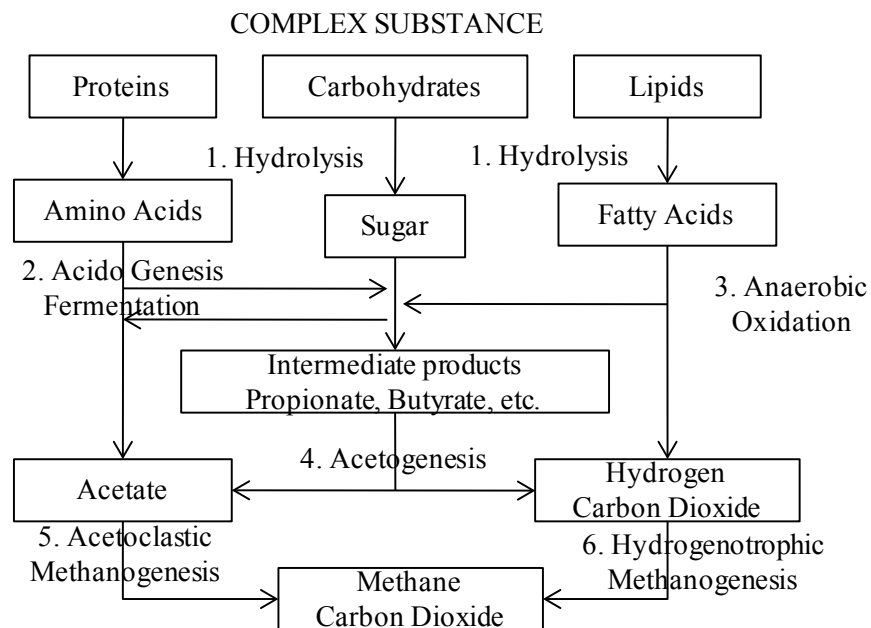 COMPLEX SUBSTANCE
Proteins
Carbohydrates
Lipids
1. Hydrolysis
1. Hydrolysis
Amino Acids
Sugar
Fatty Acids
2. Acido Genesis
Fermentation
3. Anaerobic
Oxidation
Intermediate products
Propionate, Butyrate, etc.
4. Acetogenesis
Acetate
Hydrogen
Carbon Dioxide
5. Acetoclastic
Methanogenesis
6. Hydrogenotrophic
Methanogenesis
Methane
Carbon Dioxide